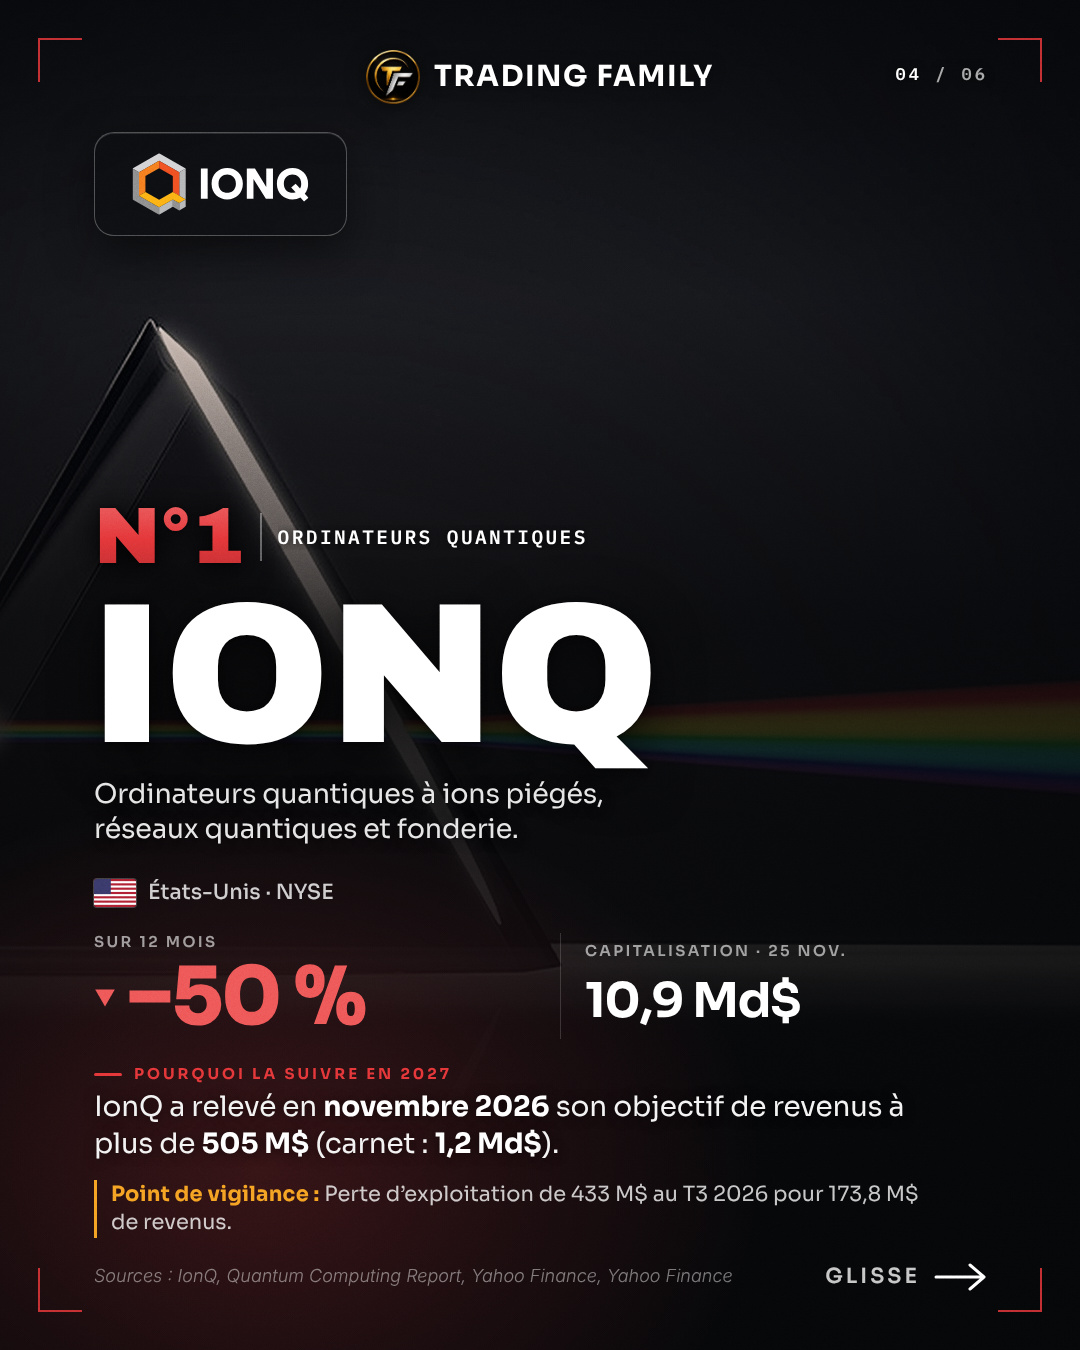 TF TRADING FAMILY
04 / 06
IONQ
N°1
ORDINATEURS QUANTIQUES
IONQ
Ordinateurs quantiques à ions piégés,
réseaux quantiques et fonderie.
États-Unis · NYSE
SUR 12 MOIS
▼ −50 %
CAPITALISATION · 25 NOV.
10,9 Md$
POURQUOI LA SUIVRE EN 2027
IonQ a relevé en novembre 2026 son objectif de revenus à
plus de 505 M$ (carnet : 1,2 Md$).
Point de vigilance : Perte d’exploitation de 433 M$ au T3 2026 pour 173,8 M$
de revenus.
Sources : IonQ, Quantum Computing Report, Yahoo Finance, Yahoo Finance
GLISSE